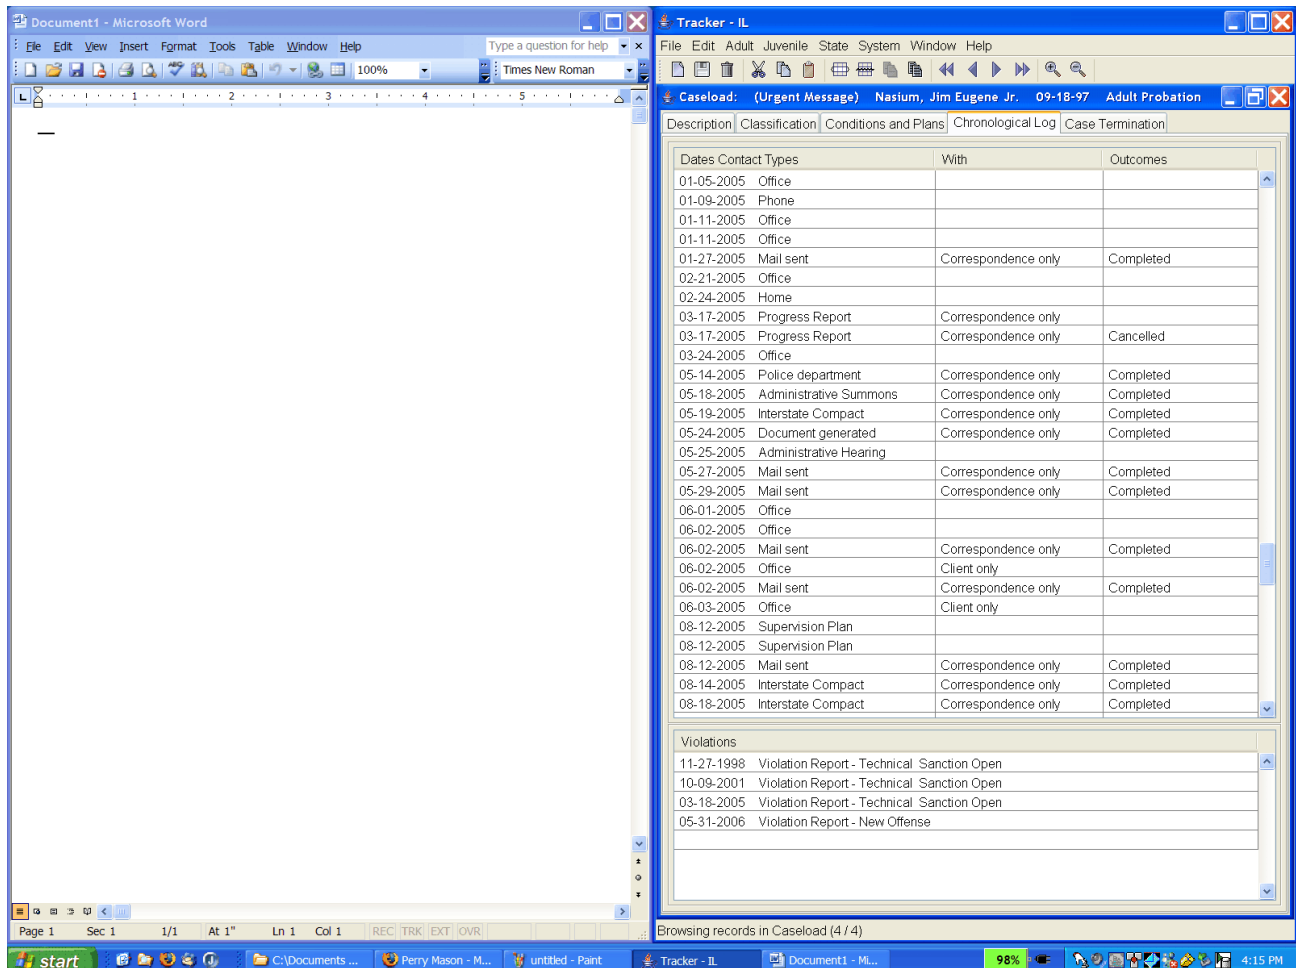 Document1 - Microsoft Word
File Edit View Insert Format Tools Table Window Help Type a question for help
100% Times New Roman
1 2 3 4 5
Page 1 Sec 1 1/1 At 1" Ln 1 Col 1 REC TRK EXT OVR
Tracker - IL
File Edit Adult Juvenile State System Window Help
Caseload: (Urgent Message) Nasium, Jim Eugene Jr. 09-18-97 Adult Probation
Description Classification Conditions and Plans Chronological Log Case Termination
Dates Contact Types With Outcomes
01-05-2005 Office
01-09-2005 Phone
01-11-2005 Office
01-11-2005 Office
01-27-2005 Mail sent Correspondence only Completed
02-21-2005 Office
02-24-2005 Home
03-17-2005 Progress Report Correspondence only
03-17-2005 Progress Report Correspondence only Cancelled
03-24-2005 Office
05-14-2005 Police department Correspondence only Completed
05-18-2005 Administrative Summons Correspondence only Completed
05-19-2005 Interstate Compact Correspondence only Completed
05-24-2005 Document generated Correspondence only Completed
05-25-2005 Administrative Hearing
05-27-2005 Mail sent Correspondence only Completed
05-29-2005 Mail sent Correspondence only Completed
06-01-2005 Office
06-02-2005 Office
06-02-2005 Mail sent Correspondence only Completed
06-02-2005 Office Client only
06-02-2005 Mail sent Correspondence only Completed
06-03-2005 Office Client only
08-12-2005 Supervision Plan
08-12-2005 Supervision Plan
08-12-2005 Mail sent Correspondence only Completed
08-14-2005 Interstate Compact Correspondence only Completed
08-18-2005 Interstate Compact Correspondence only Completed
Violations
11-27-1998 Violation Report - Technical Sanction Open
10-09-2001 Violation Report - Technical Sanction Open
03-18-2005 Violation Report - Technical Sanction Open
05-31-2006 Violation Report - New Offense
Browsing records in Caseload (4 / 4)
start C:\Documents ... Perry Mason - M... untitled - Paint Tracker - IL Document1 - Mi... 98% 4:15 PM